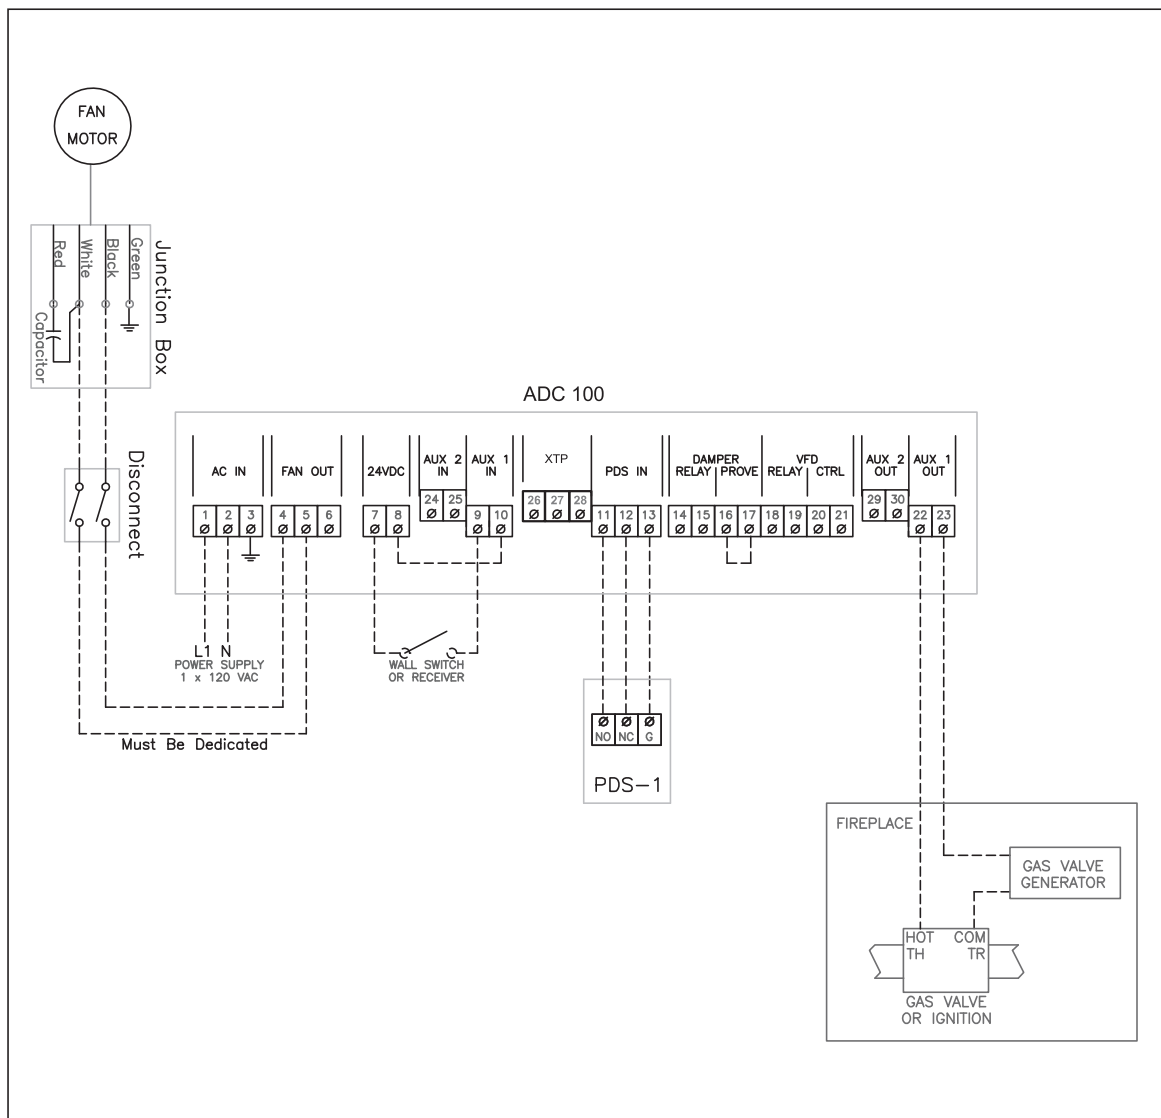 FAN
MOTOR
Red
White
Black
Green
Capacitor
Junction Box
Disconnect
ADC 100
AC IN
FAN OUT
24VDC
AUX 2
IN
AUX 1
IN
XTP
PDS IN
DAMPER
RELAY PROVE
VFD
RELAY CTRL
AUX 2
OUT
AUX 1
OUT
24 25
26 27 28
29 30
1 2 3
4 5 6
7 8
9 10
11 12 13
14 15 16 17 18 19 20 21
22 23
L1 N
POWER SUPPLY
1 x 120 VAC
WALL SWITCH
OR RECEIVER
Must Be Dedicated
NO NC G
PDS-1
FIREPLACE
GAS VALVE
GENERATOR
HOT COM
TH TR
GAS VALVE
OR IGNITION